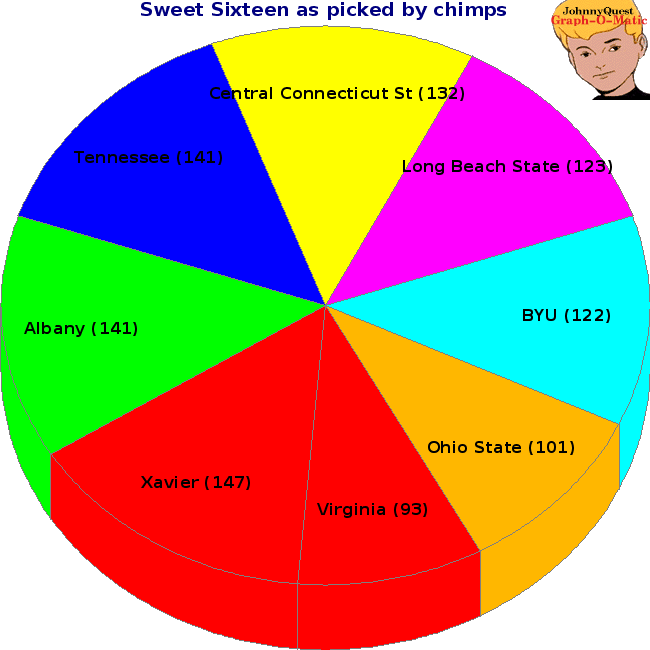 Sweet Sixteen as picked by chimps
JohnnyQuest
Graph-O-Matic
Central Connecticut St (132)
Tennessee (141)
Long Beach State (123)
BYU (122)
Albany (141)
Ohio State (101)
Xavier (147)
Virginia (93)